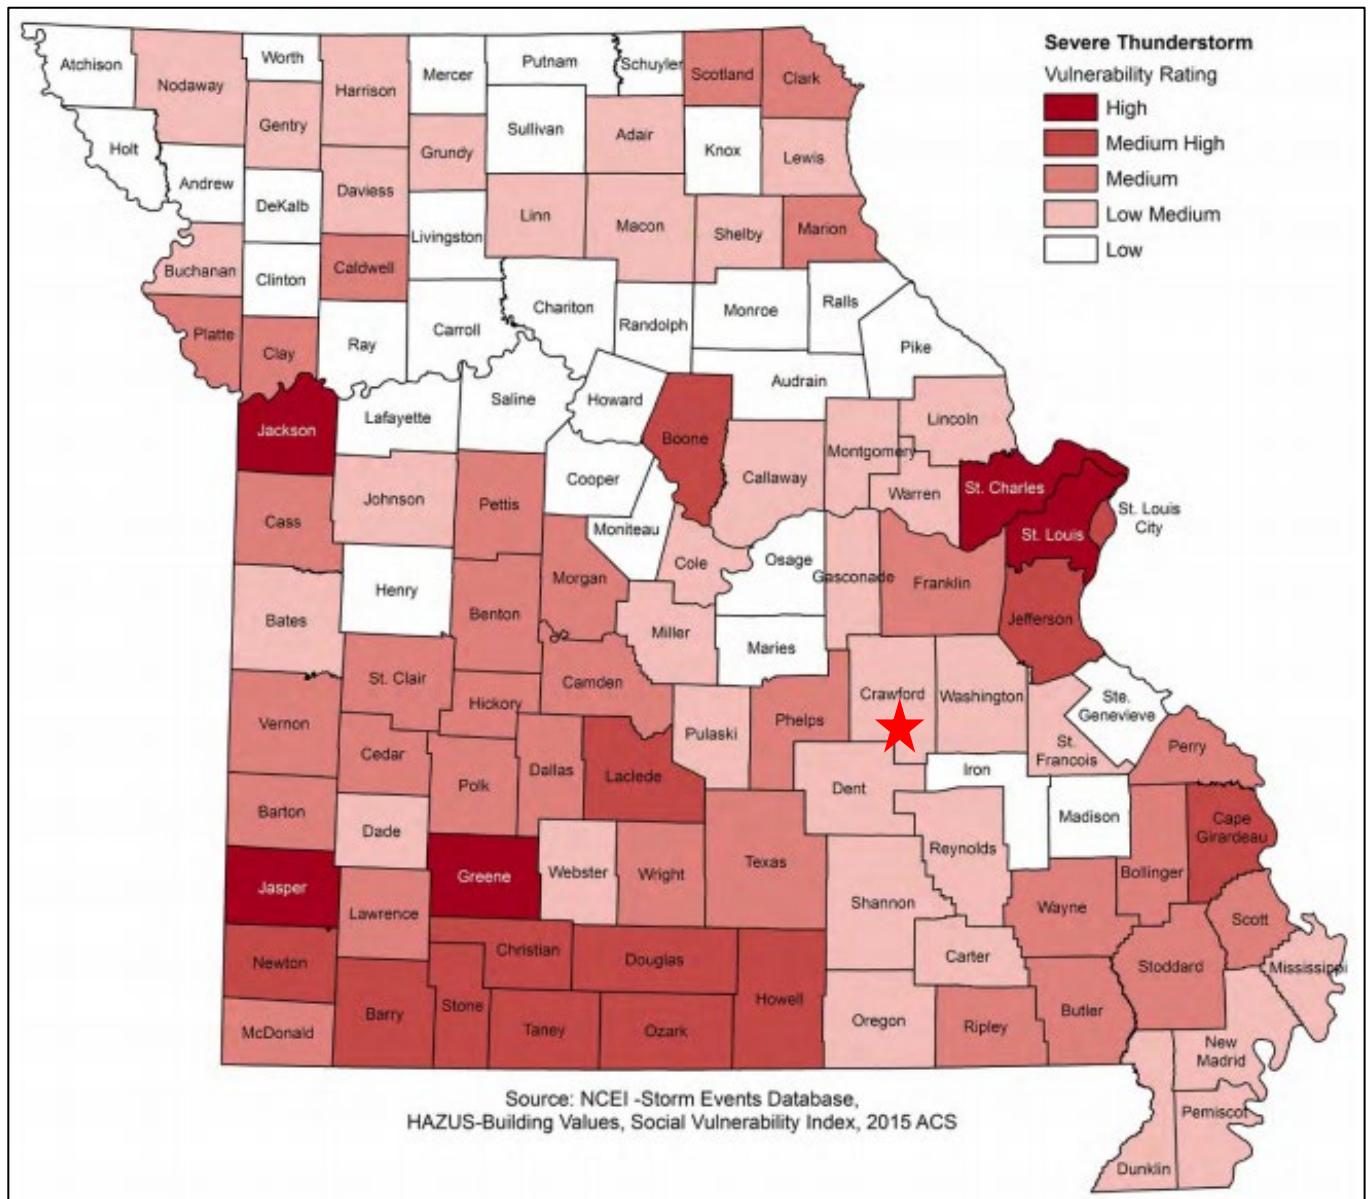 Severe Thunderstorm
Vulnerability Rating
High
Medium High
Medium
Low Medium
Low
Atchison
Nodaway
Worth
Harrison
Mercer
Putnam
Schuyler
Scotland
Clark
Holt
Gentry
Grundy
Sullivan
Adair
Knox
Lewis
Andrew
DeKalb
Daviess
Livingston
Linn
Macon
Shelby
Marion
Buchanan
Clinton
Caldwell
Chariton
Randolph
Monroe
Ralls
Platte
Clay
Ray
Carroll
Pike
Audrain
Jackson
Lafayette
Saline
Howard
Boone
Lincoln
Montgomery
Callaway
Warren
St. Charles
Johnson
Pettis
Cooper
Cass
Moniteau
St. Louis
St. Louis
City
Cole
Osage
Gasconade
Franklin
Henry
Morgan
Bates
Benton
Miller
Maries
Jefferson
St. Clair
Camden
Hickory
Crawford
Washington
Ste.
Genevieve
Vernon
Pulaski
Phelps
St.
Francois
Perry
Cedar
Polk
Dallas
Laclede
Iron
Dent
Barton
Dade
Madison
Cape
Girardeau
Reynolds
Jasper
Greene
Webster
Wright
Texas
Bollinger
Lawrence
Shannon
Wayne
Scott
Newton
Christian
Douglas
Carter
Stoddard
Mississippi
Howell
McDonald
Barry
Stone
Taney
Ozark
Oregon
Ripley
Butler
New
Madrid
Pemiscot
Dunklin
Source: NCEI -Storm Events Database,
HAZUS-Building Values, Social Vulnerability Index, 2015 ACS